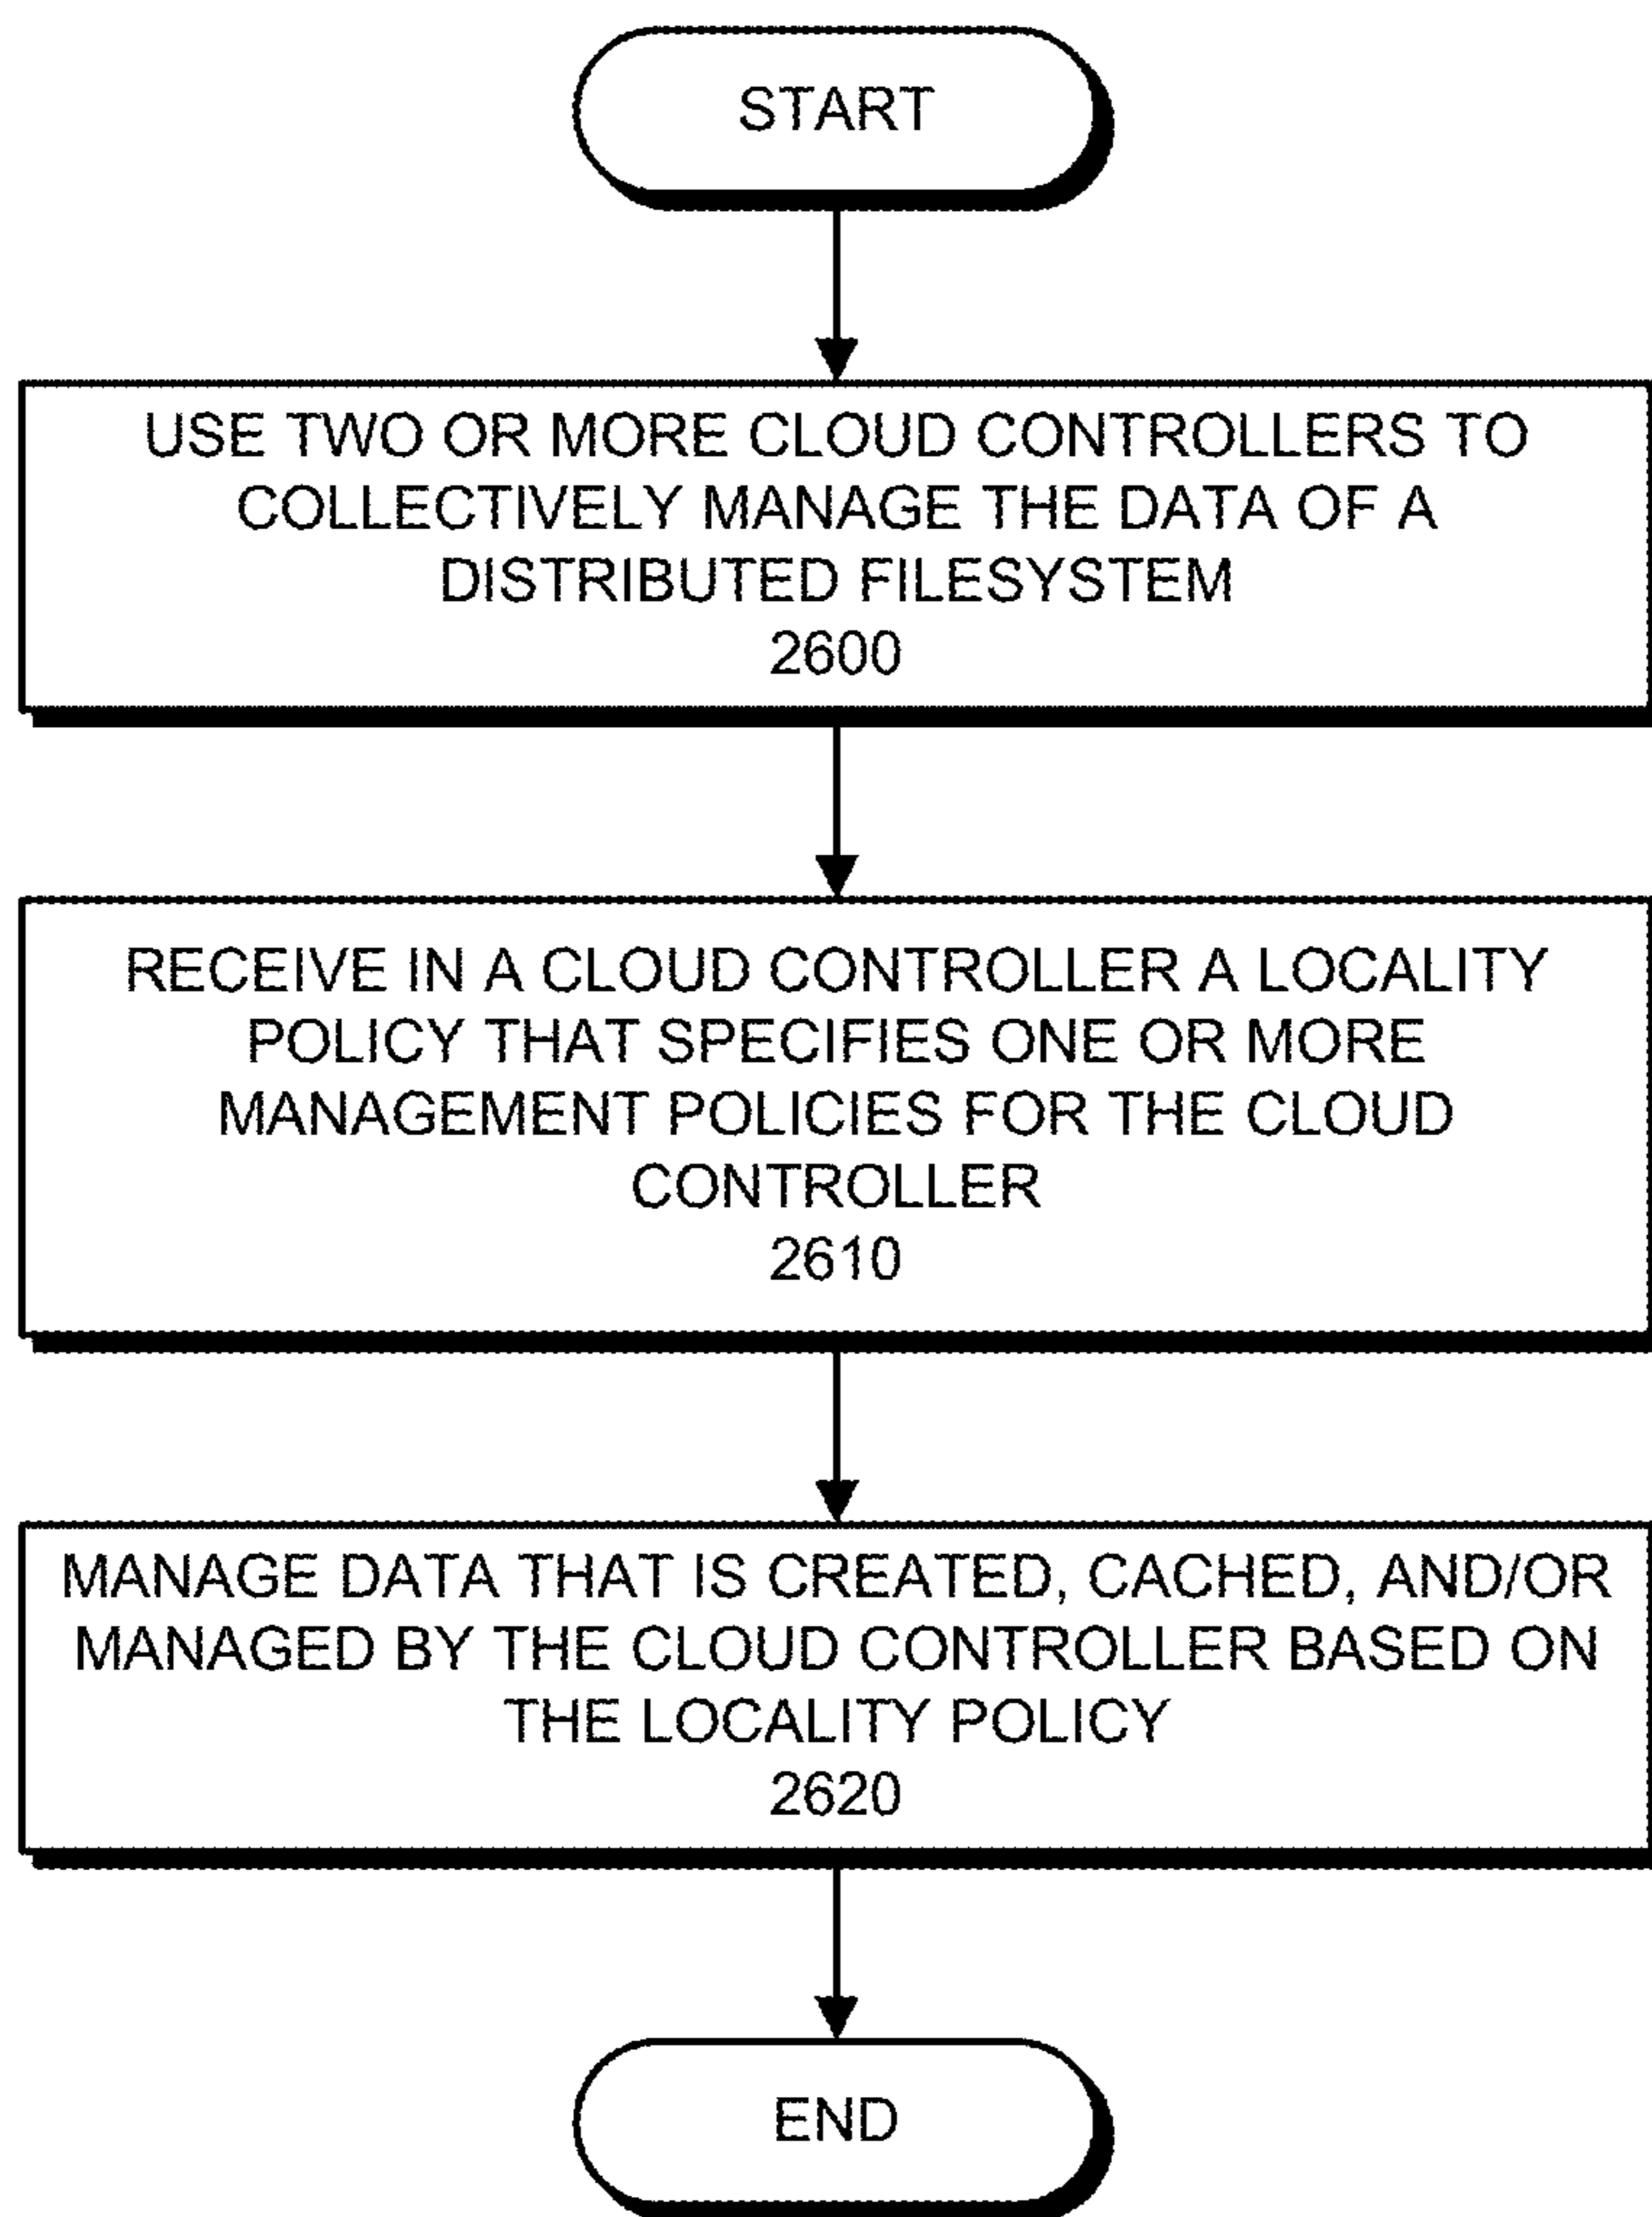 START
USE TWO OR MORE CLOUD CONTROLLERS TO
COLLECTIVELY MANAGE THE DATA OF A
DISTRIBUTED FILESYSTEM
2600
RECEIVE IN A CLOUD CONTROLLER A LOCALITY
POLICY THAT SPECIFIES ONE OR MORE
MANAGEMENT POLICIES FOR THE CLOUD
CONTROLLER
2610
MANAGE DATA THAT IS CREATED, CACHED, AND/OR
MANAGED BY THE CLOUD CONTROLLER BASED ON
THE LOCALITY POLICY
2620
END